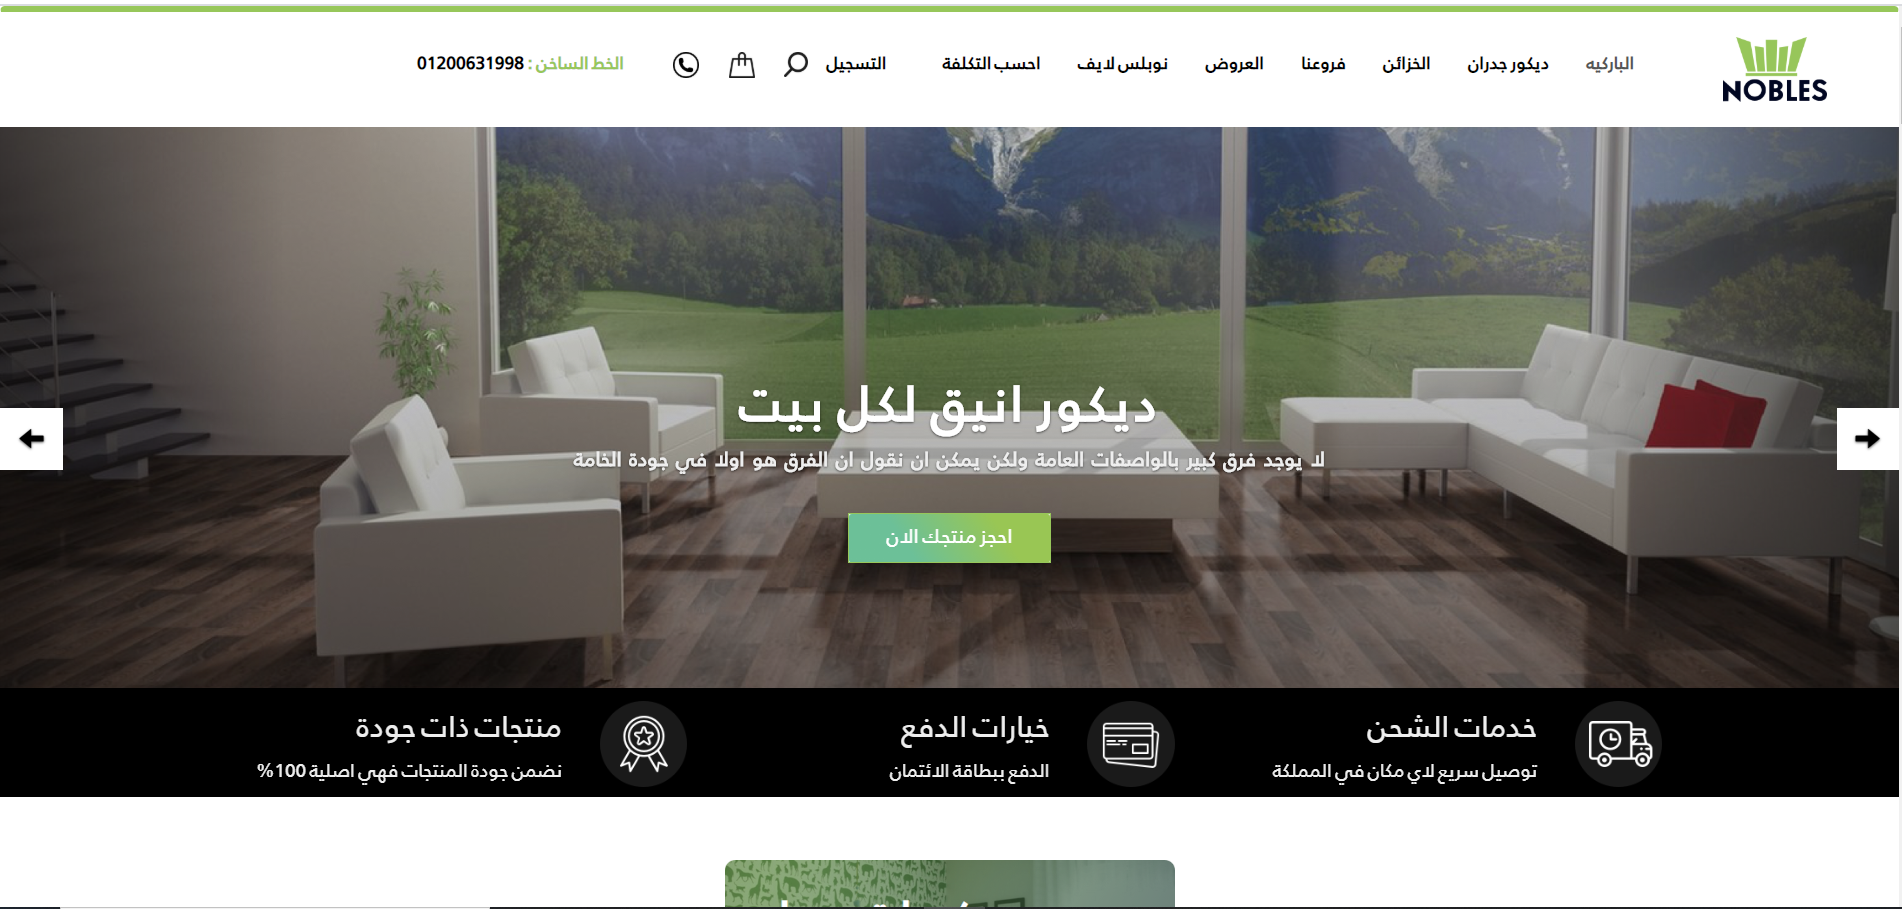 NOBLES
الباركيه
ديكور جدران
الخزائن
فروعنا
العروض
نوبلس لايف
احسب التكلفة
التسجيل
الخط الساخن : 01200631998
ديكور انيق لكل بيت
لا يوجد فرق كبير بالواصفات العامة ولكن يمكن ان نقول ان الفرق هو اولا في جودة الخامة
احجز منتجك الان
خدمات الشحن
توصيل سريع لاي مكان في المملكة
خيارات الدفع
الدفع ببطاقة الائتمان
منتجات ذات جودة
نضمن جودة المنتجات فهي اصلية 100%